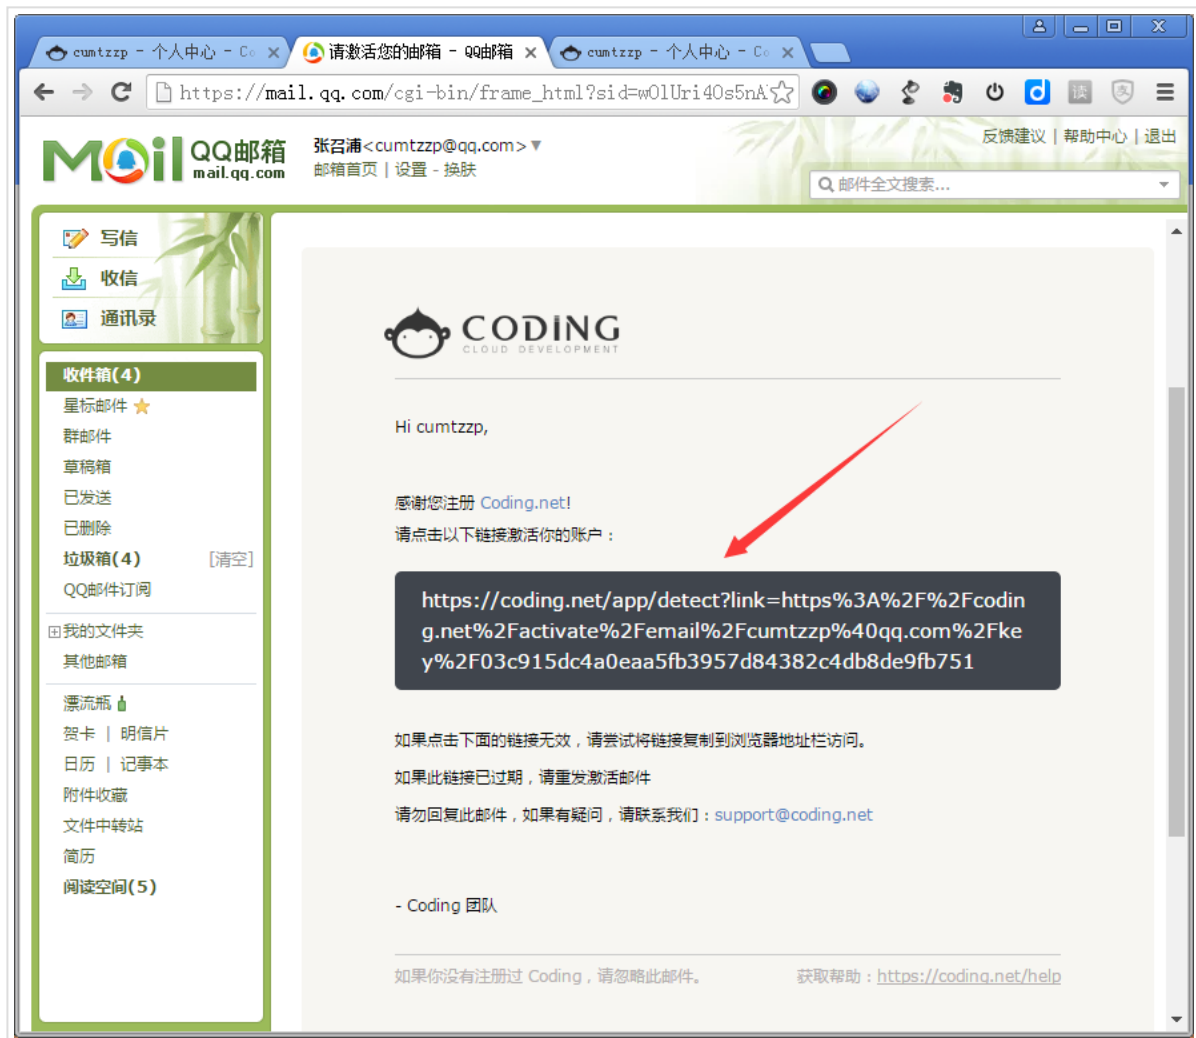 cumtzzp - 个人中心 - Co
请激活您的邮箱 - QQ邮箱
cumtzzp - 个人中心 - Co
https://mail.qq.com/cgi-bin/frame_html?sid=w01Uri40s5nA
读
Mail QQ邮箱
mail.qq.com
张召浦<cumtzzp@qq.com>
邮箱首页 | 设置 - 换肤
反馈建议 | 帮助中心 | 退出
邮件全文搜索...
写信
收信
通讯录
收件箱(4)
星标邮件
群邮件
草稿箱
已发送
已删除
垃圾箱(4) [清空]
QQ邮件订阅
我的文件夹
其他邮箱
漂流瓶
贺卡 | 明信片
日历 | 记事本
附件收藏
文件中转站
简历
阅读空间(5)
CODING
CLOUD DEVELOPMENT
Hi cumtzzp,
感谢您注册 Coding.net!
请点击以下链接激活你的账户：
https://coding.net/app/detect?link=https%3A%2F%2Fcodin
g.net%2Factivate%2Femail%2Fcumtzzp%40qq.com%2Fke
y%2F03c915dc4a0eaa5fb3957d84382c4db8de9fb751
如果点击下面的链接无效，请尝试将链接复制到浏览器地址栏访问。
如果此链接已过期，请重发激活邮件
请勿回复此邮件，如果有疑问，请联系我们：support@coding.net
- Coding 团队
如果你没有注册过 Coding，请忽略此邮件。
获取帮助：https://coding.net/help